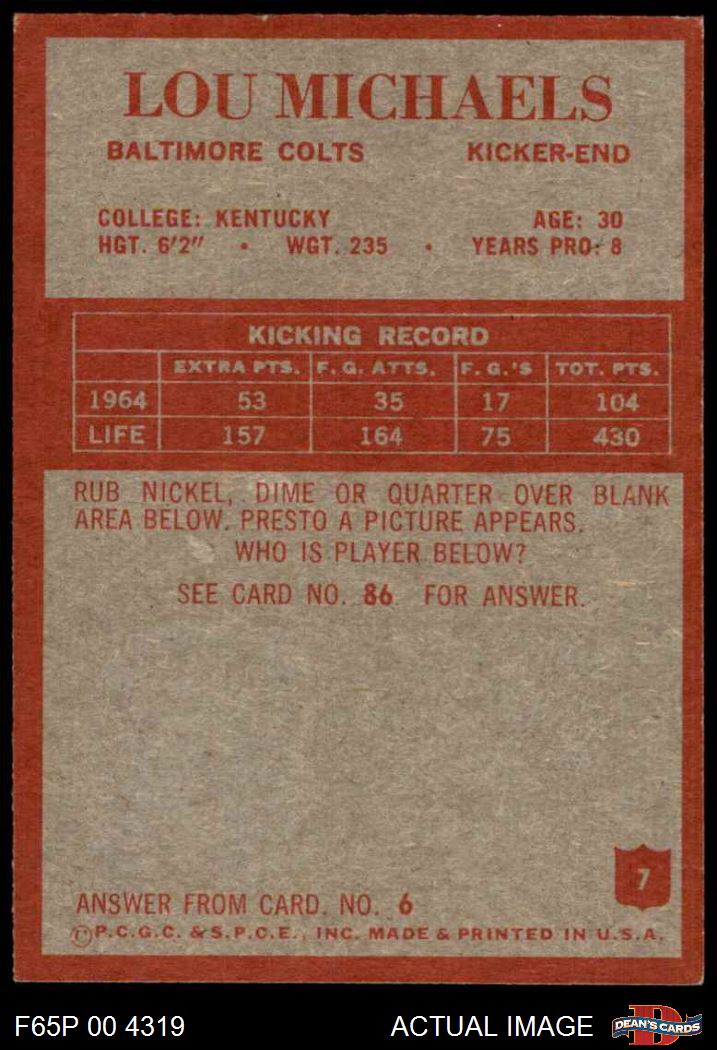 LOU MICHAELS
BALTIMORE COLTS KICKER-END
COLLEGE: KENTUCKY AGE: 30
HGT. 6'2" • WGT. 235 • YEARS PRO: 8
KICKING RECORD
EXTRA PTS. F. G. ATTS. F. G.'S TOT. PTS.
1964 53 35 17 104
LIFE 157 164 75 430
RUB NICKEL, DIME OR QUARTER OVER BLANK
AREA BELOW. PRESTO A PICTURE APPEARS.
WHO IS PLAYER BELOW?
SEE CARD NO. 86 FOR ANSWER.
7
ANSWER FROM CARD. NO. 6
©P.C.G.C. & S.P.C.E., INC. MADE & PRINTED IN U.S.A.
F65P 00 4319 ACTUAL IMAGE D DEAN'S CARDS